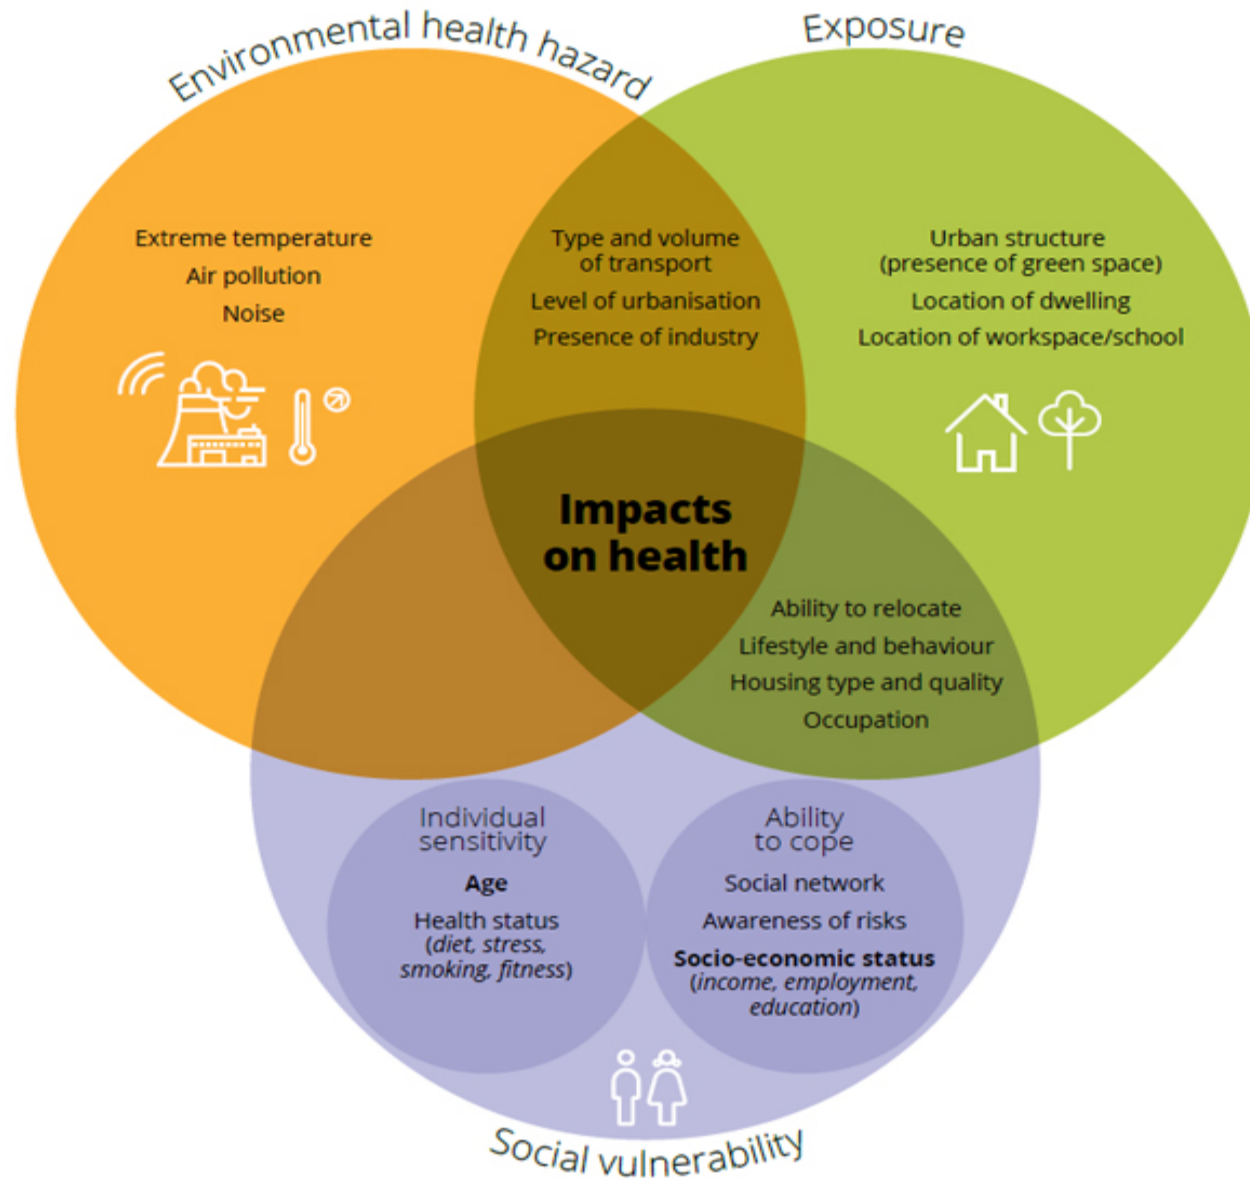 Environmental health hazard
Exposure
Extreme temperature
Air pollution
Noise
Type and volume
of transport
Level of urbanisation
Presence of industry
Urban structure
(presence of green space)
Location of dwelling
Location of workspace/school
Impacts
on health
Ability to relocate
Lifestyle and behaviour
Housing type and quality
Occupation
Individual
sensitivity
Age
Health status
(diet, stress,
smoking, fitness)
Ability
to cope
Social network
Awareness of risks
Socio-economic status
(income, employment,
education)
Social vulnerability